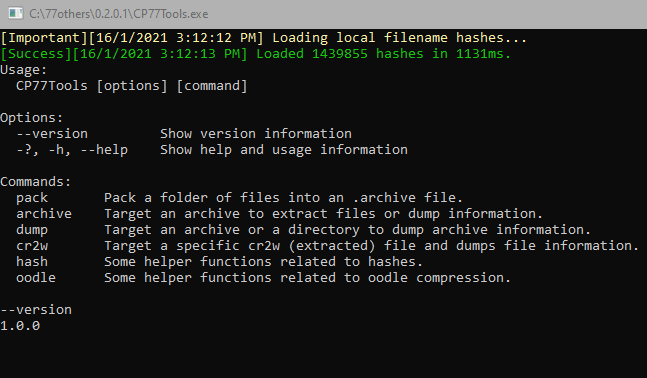 C:\77others\0.2.0.1\CP77Tools.exe
[Important][16/1/2021 3:12:12 PM] Loading local filename hashes...
[Success][16/1/2021 3:12:13 PM] Loaded 1439855 hashes in 1131ms.
Usage:
CP77Tools [options] [command]
Options:
--version Show version information
-?, -h, --help Show help and usage information
Commands:
pack Pack a folder of files into an .archive file.
archive Target an archive to extract files or dump information.
dump Target an archive or a directory to dump archive information.
cr2w Target a specific cr2w (extracted) file and dumps file information.
hash Some helper functions related to hashes.
oodle Some helper functions related to oodle compression.
--version
1.0.0